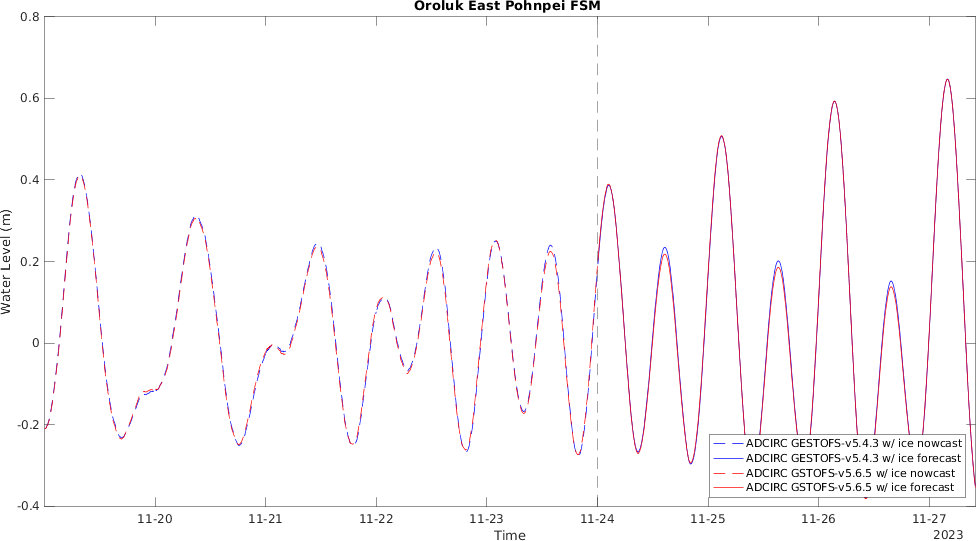 Oroluk East Pohnpei FSM
0.8
0.6
0.4
0.2
0
-0.2
-0.4
Water Level (m)
11-20 11-21 11-22 11-23 11-24 11-25 11-26 11-27
Time
2023
ADCIRC GESTOFS-v5.4.3 w/ ice nowcast
ADCIRC GESTOFS-v5.4.3 w/ ice forecast
ADCIRC GSTOFS-v5.6.5 w/ ice nowcast
ADCIRC GSTOFS-v5.6.5 w/ ice forecast